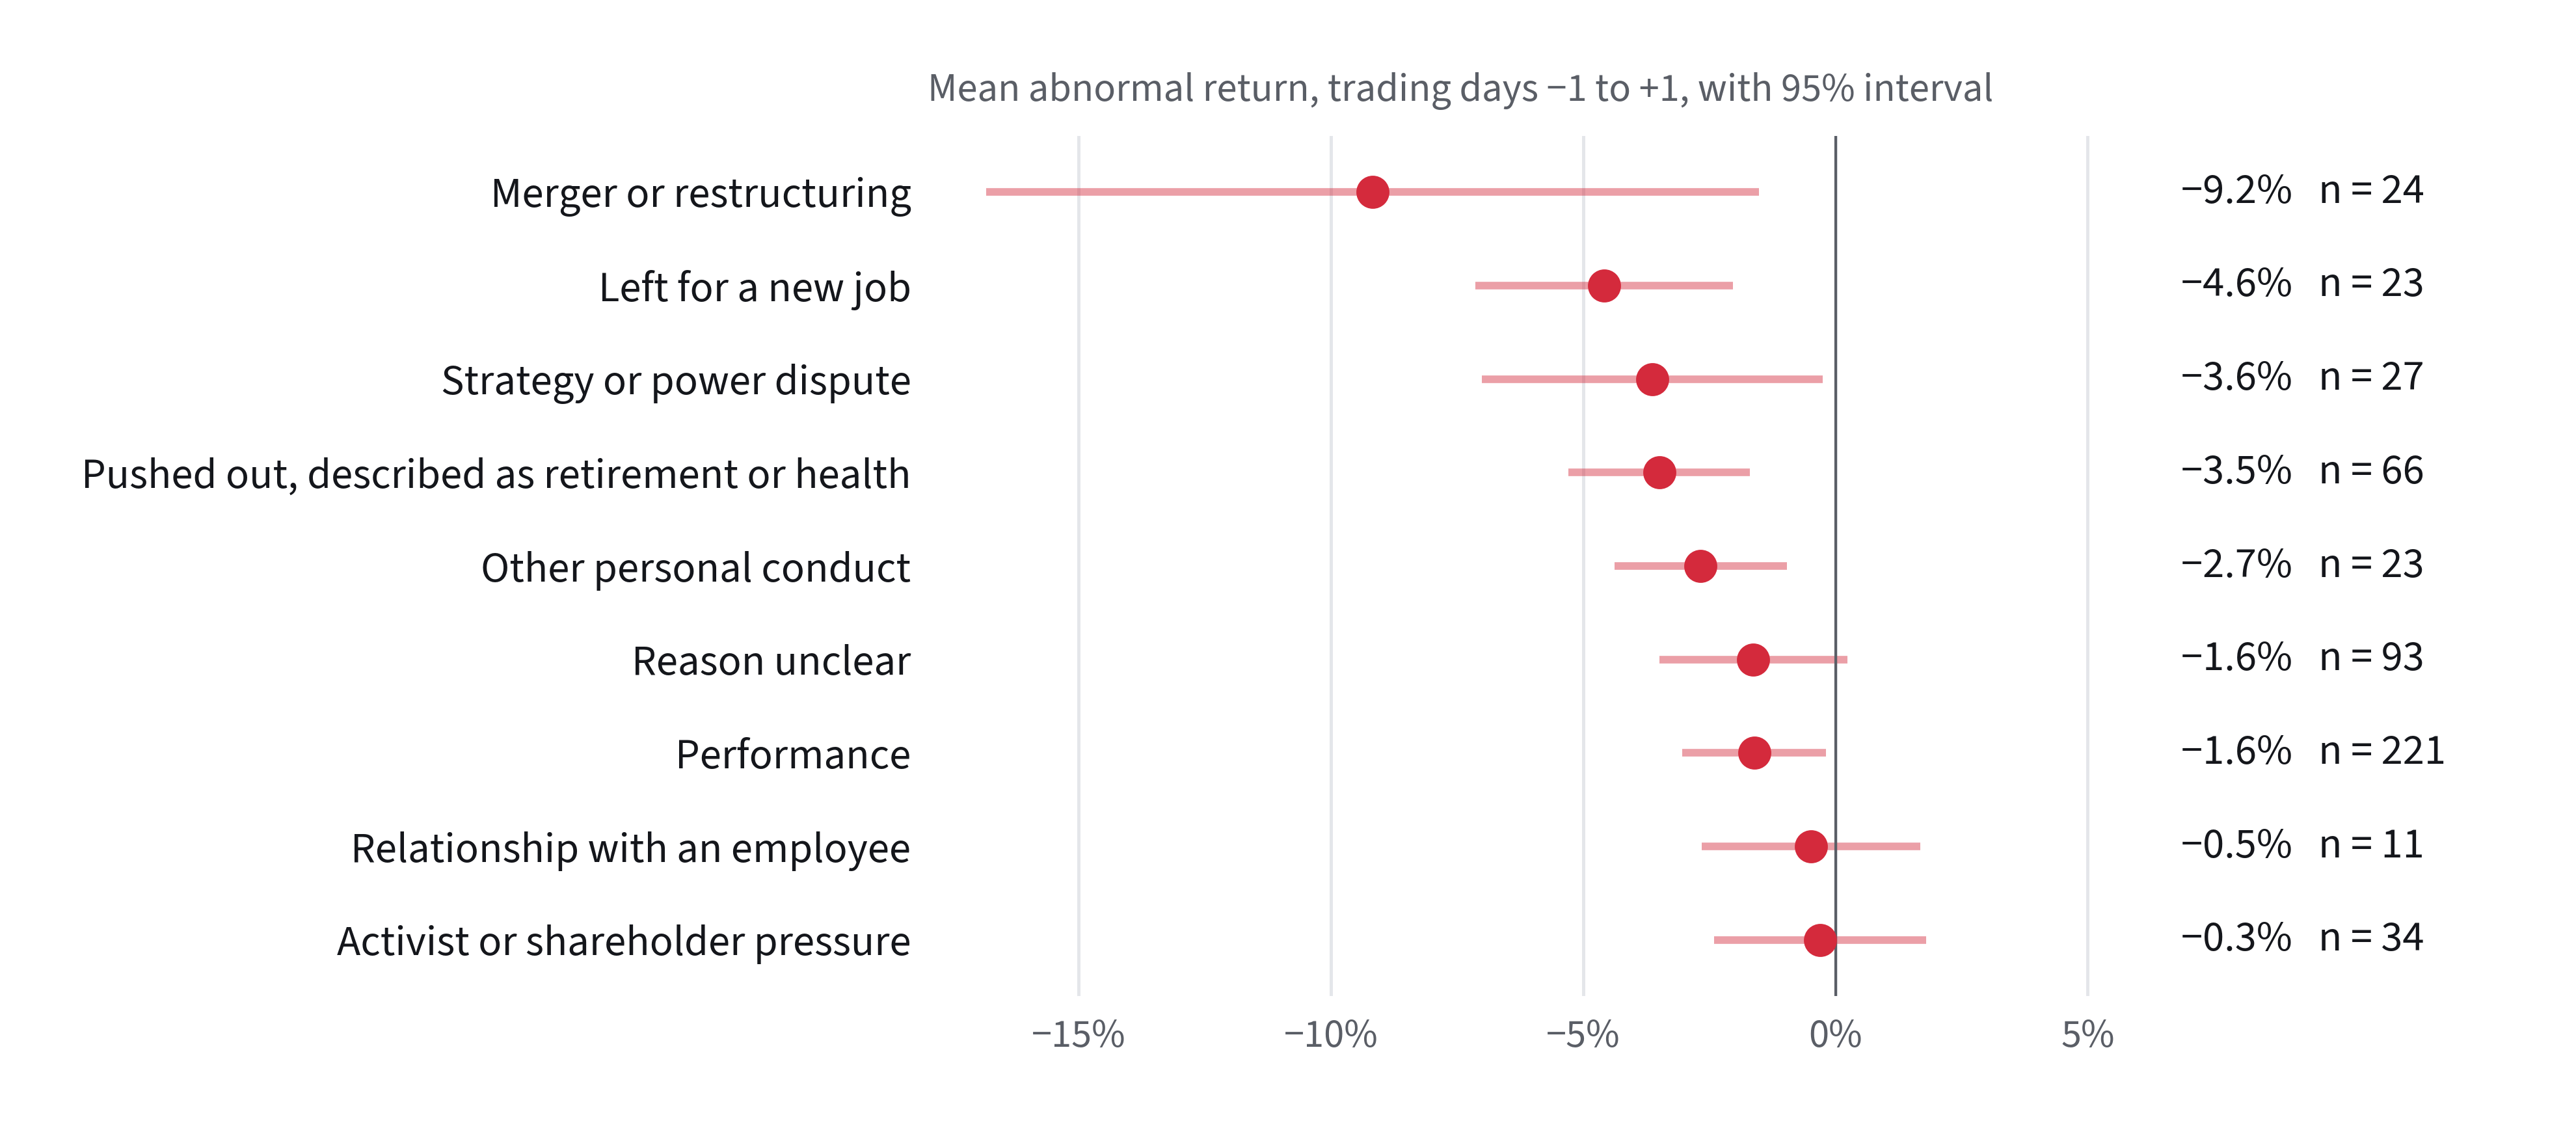 Mean abnormal return, trading days −1 to +1, with 95% interval
Merger or restructuring −9.2% n = 24
Left for a new job −4.6% n = 23
Strategy or power dispute −3.6% n = 27
Pushed out, described as retirement or health −3.5% n = 66
Other personal conduct −2.7% n = 23
Reason unclear −1.6% n = 93
Performance −1.6% n = 221
Relationship with an employee −0.5% n = 11
Activist or shareholder pressure −0.3% n = 34
−15% −10% −5% 0% 5%